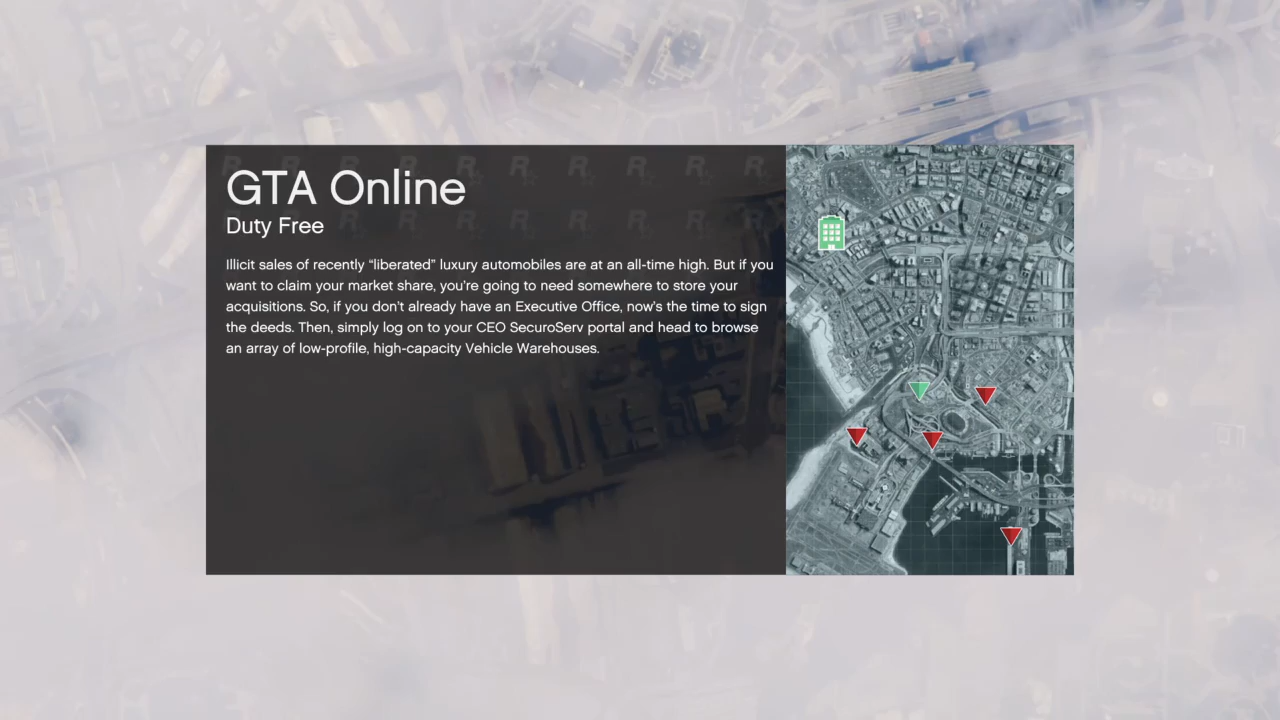 GTA Online
Duty Free
Illicit sales of recently “liberated” luxury automobiles are at an all-time high. But if you
want to claim your market share, you’re going to need somewhere to store your
acquisitions. So, if you don’t already have an Executive Office, now’s the time to sign
the deeds. Then, simply log on to your CEO SecuroServ portal and head to browse
an array of low-profile, high-capacity Vehicle Warehouses.